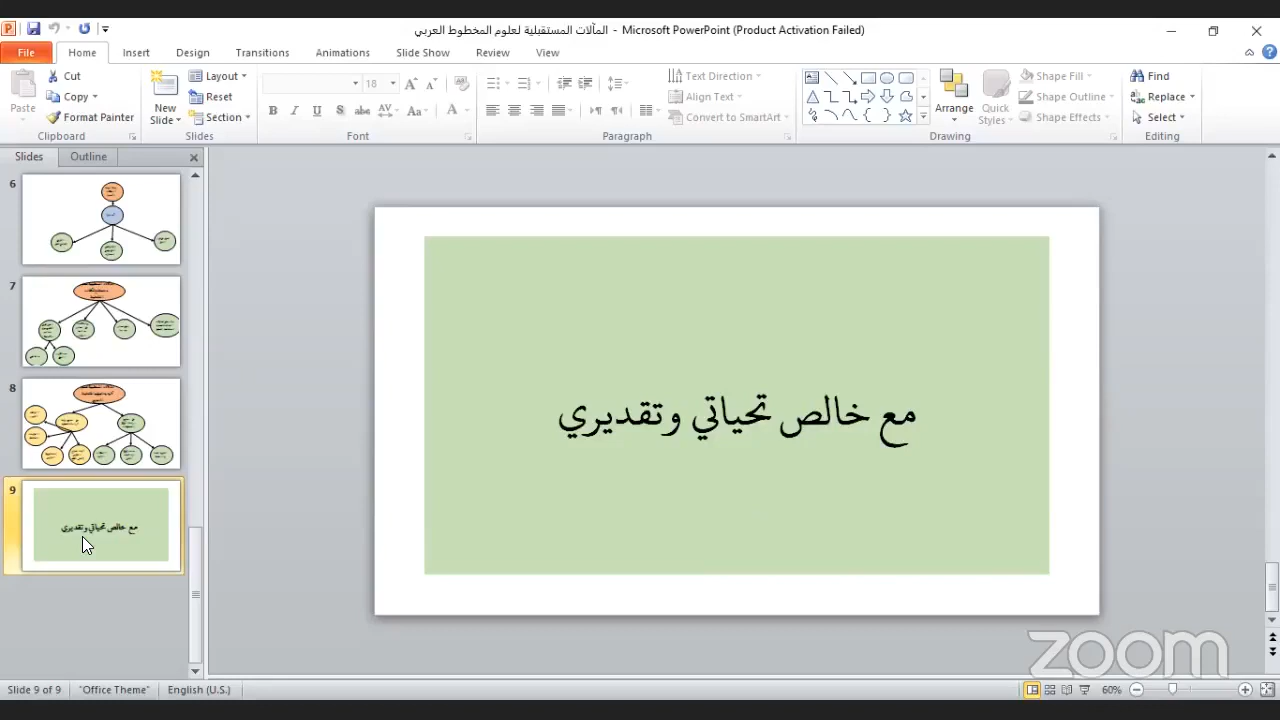 المآلات المستقبلية لعلوم المخطوط العربي - Microsoft PowerPoint (Product Activation Failed)
File Home Insert Design Transitions Animations Slide Show Review View
Paste
Cut
Copy
Format Painter
Clipboard
New Slide
Layout
Reset
Section
Slides
18
Font
Paragraph
Text Direction
Align Text
Convert to SmartArt
Arrange
Quick Styles
Shape Fill
Shape Outline
Shape Effects
Drawing
Find
Replace
Select
Editing
Slides Outline
6
7
8
9
مع خالص تحياتي وتقديري
مع خالص تحياتي وتقديري
zoom
Slide 9 of 9 "Office Theme" English (U.S.) 60%